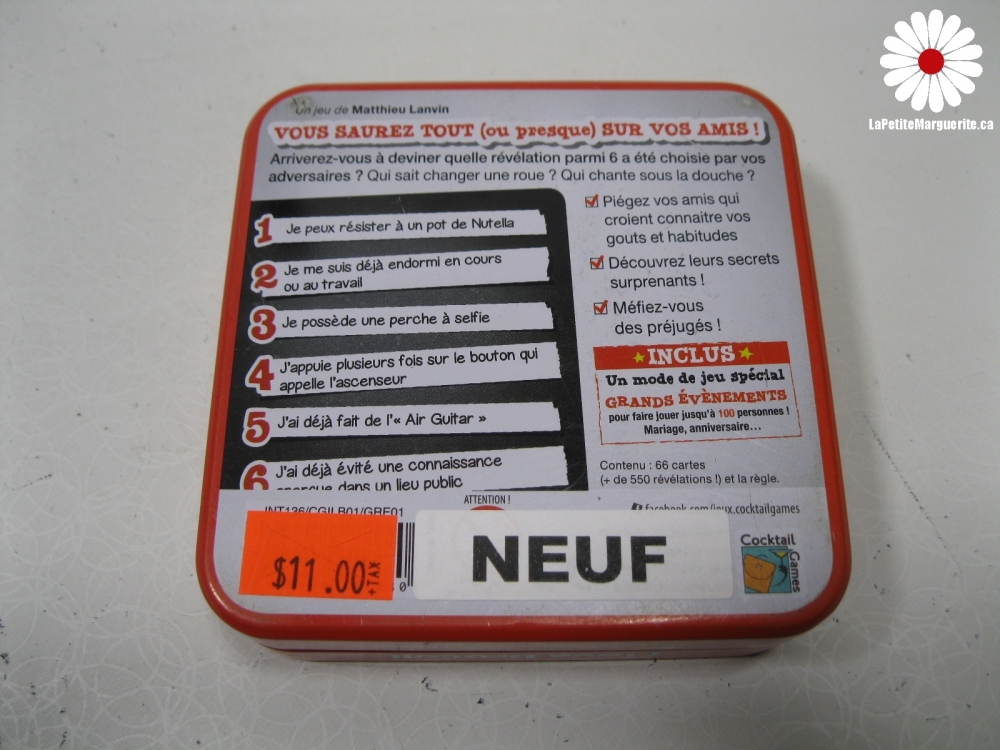 LaPetiteMarguerite.ca
Un jeu de Matthieu Lanvin
VOUS SAUREZ TOUT (ou presque) SUR VOS AMIS !
Arriverez-vous à deviner quelle révélation parmi 6 a été choisie par vos
adversaires ? Qui sait changer une roue ? Qui chante sous la douche ?
1 Je peux résister à un pot de Nutella
2 Je me suis déjà endormi en cours
ou au travail
3 Je possède une perche à selfie
4 J'appuie plusieurs fois sur le bouton qui
appelle l'ascenseur
5 J'ai déjà fait de l'« Air Guitar »
6 J'ai déjà évité une connaissance
aperçue dans un lieu public
Piégez vos amis qui
croient connaitre vos
gouts et habitudes
Découvrez leurs secrets
surprenants !
Méfiez-vous
des préjugés !
INCLUS
Un mode de jeu spécial
GRANDS ÉVÈNEMENTS
pour faire jouer jusqu'à 100 personnes !
Mariage, anniversaire...
Contenu : 66 cartes
(+ de 550 révélations !) et la règle.
ATTENTION !
INT136/CGILB01/GRE01
facebook.com/jeux.cocktailgames
$11.00 +TAX
0
NEUF
Cocktail
Games